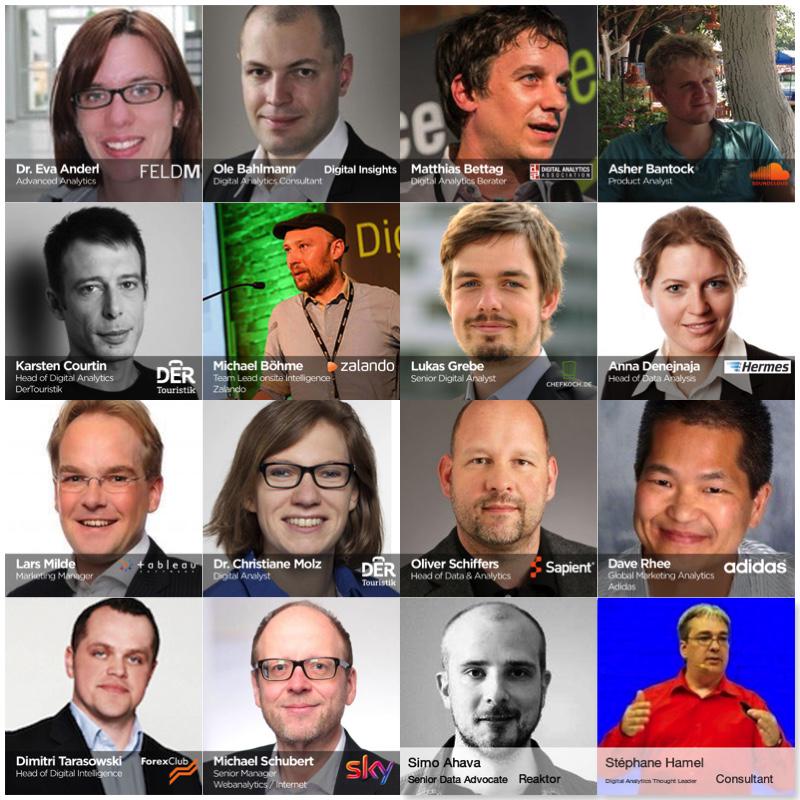 Dr. Eva Anderl
Advanced Analytics
FELDM
Ole Bahlmann
Digital Analytics Consultant
Digital Insights
Matthias Bettag
Digital Analytics Berater
DIGITAL ANALYTICS
ASSOCIATION
Asher Bantock
Product Analyst
SOUNDCLOUD
Karsten Courtin
Head of Digital Analytics
DerTouristik
DER
Touristik
Dig
Michael Böhme
Team Lead onsite Intelligence
Zalando
zalando
Lukas Grebe
Senior Digital Analyst
CHEFKOCH.DE
Anna Denejnaja
Head of Data Analysis
Hermes
Lars Milde
Marketing Manager
+ableau
SOFTWARE
Dr. Christiane Molz
Digital Analyst
DER
Touristik
Oliver Schiffers
Head of Data & Analytics
Sapient
Dave Rhee
Global Marketing Analytics
Adidas
adidas
Dimitri Tarasowski
Head of Digital Intelligence
ForexClub
Michael Schubert
Senior Manager
Webanalytics / Internet
sky
Simo Ahava
Senior Data Advocate Reaktor
Stéphane Hamel
Digital Analytics Thought Leader Consultant